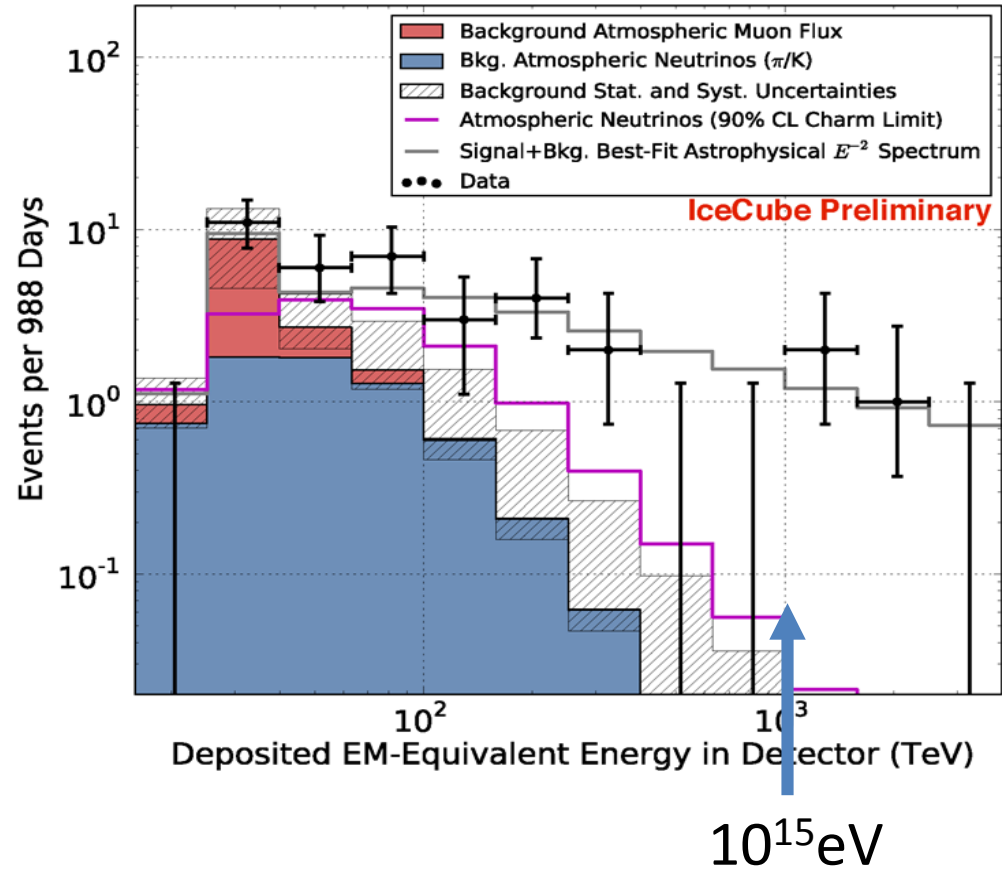 Background Atmospheric Muon Flux
Bkg. Atmospheric Neutrinos (π/K)
Background Stat. and Syst. Uncertainties
Atmospheric Neutrinos (90% CL Charm Limit)
Signal+Bkg. Best-Fit Astrophysical E⁻² Spectrum
Data
IceCube Preliminary
Events per 988 Days
10²
10¹
10⁰
10⁻¹
10² 10³
Deposited EM-Equivalent Energy in Detector (TeV)
10¹⁵eV